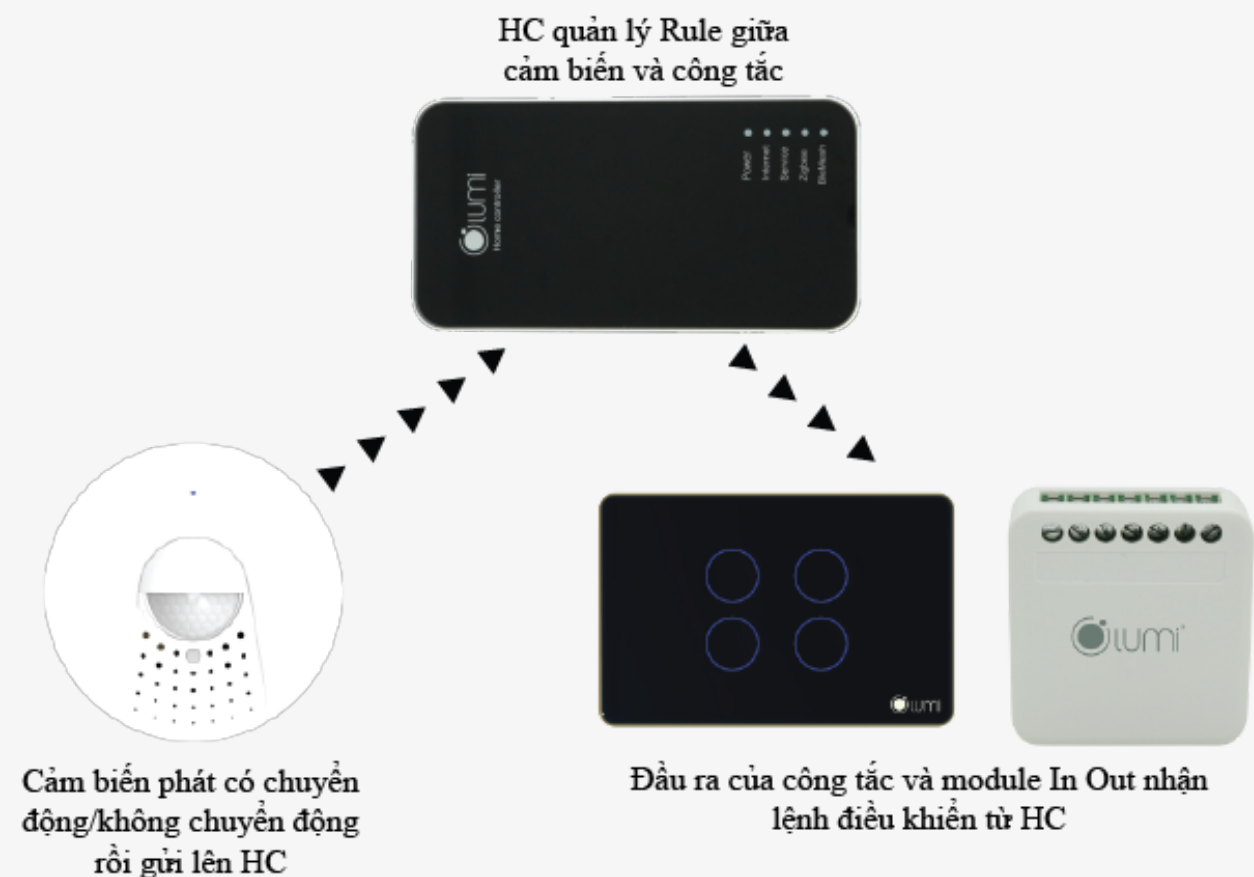 HC quản lý Rule giữa
cảm biến và công tắc
Power
Internet
Service
Zigbee
BleMesh
lumi
Home controller
lumi
lumi
Cảm biến phát có chuyển
động/không chuyển động
rồi gửi lên HC
Đầu ra của công tắc và module In Out nhận
lệnh điều khiển từ HC